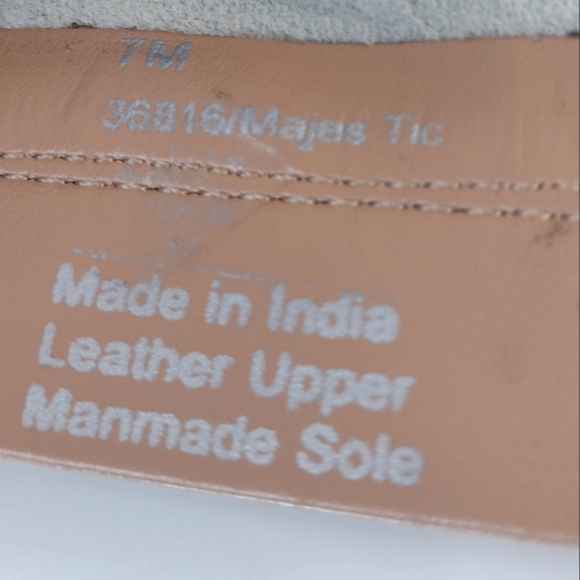 7M
36816/Majes Tic
Made in India
Leather Upper
Manmade Sole